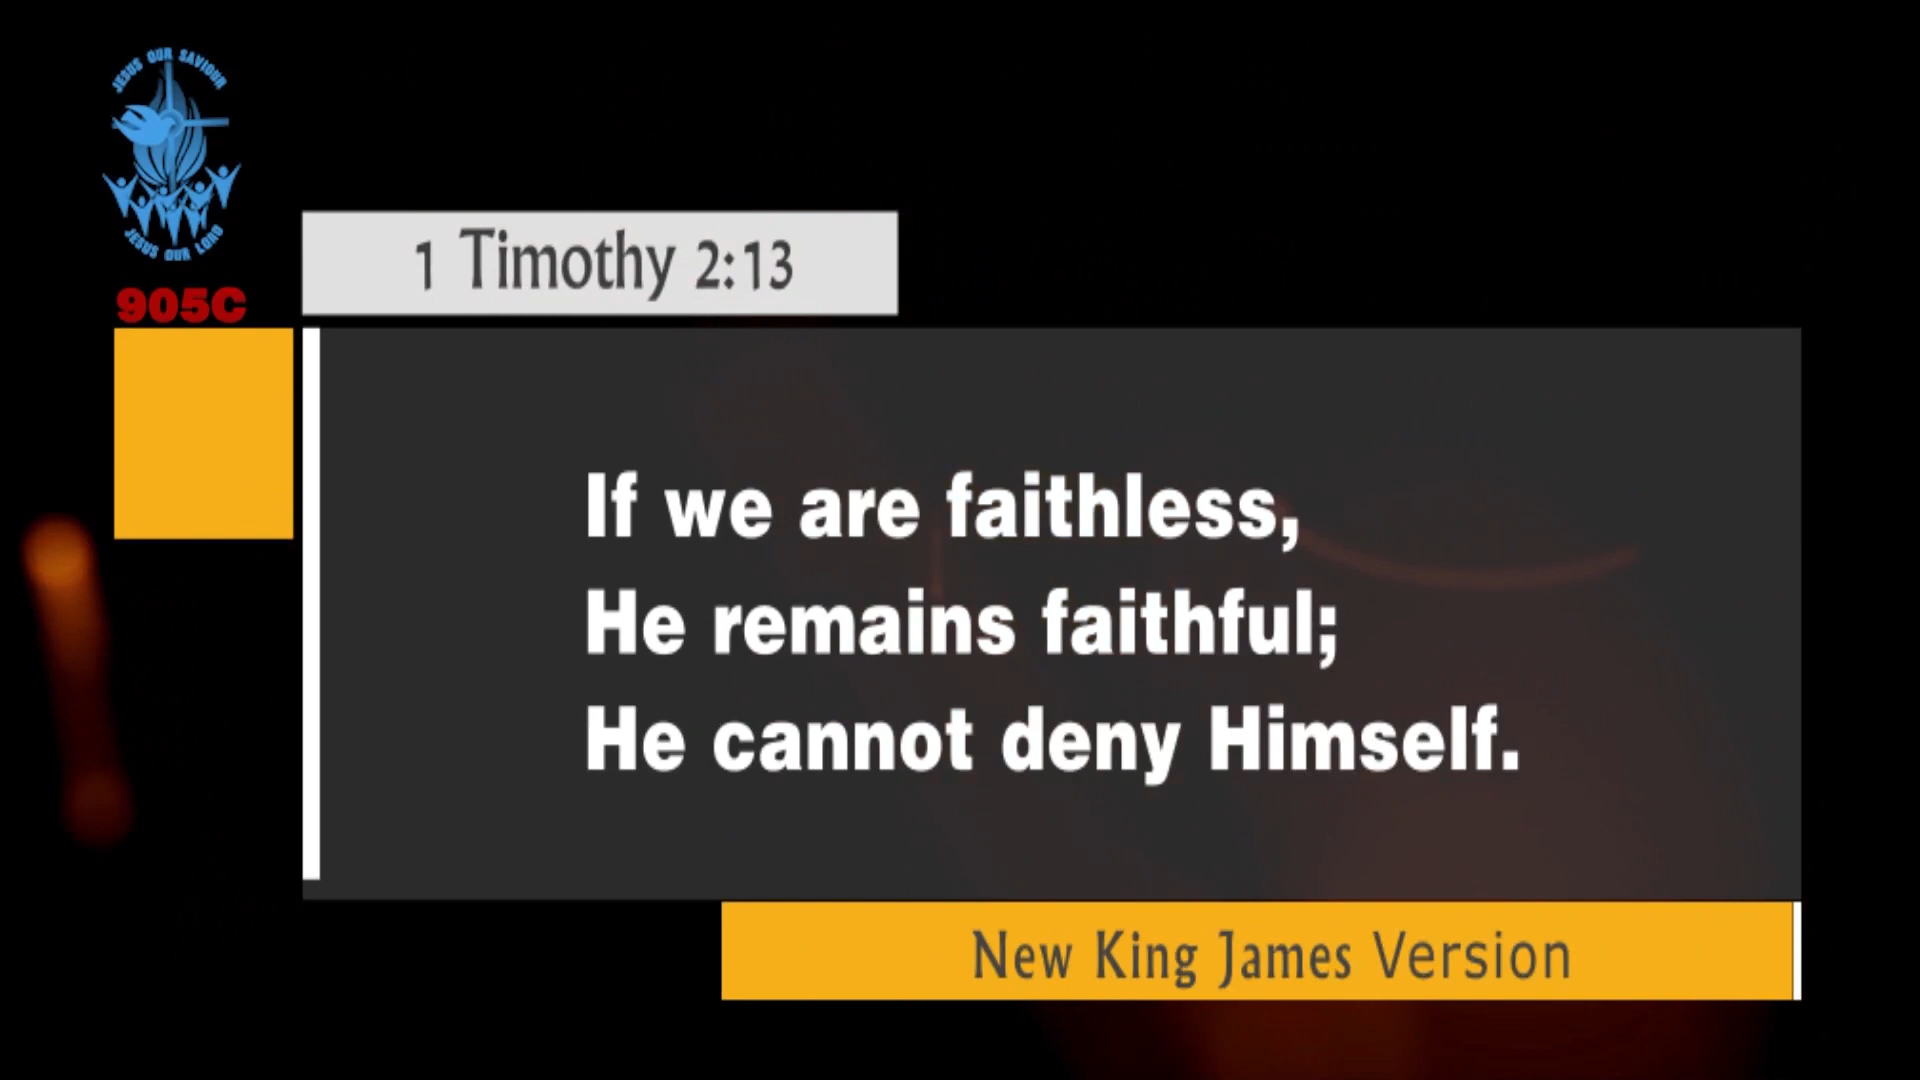 JESUS OUR SAVIOUR
JESUS OUR LORD
905C
1 Timothy 2:13
If we are faithless,
He remains faithful;
He cannot deny Himself.
New King James Version